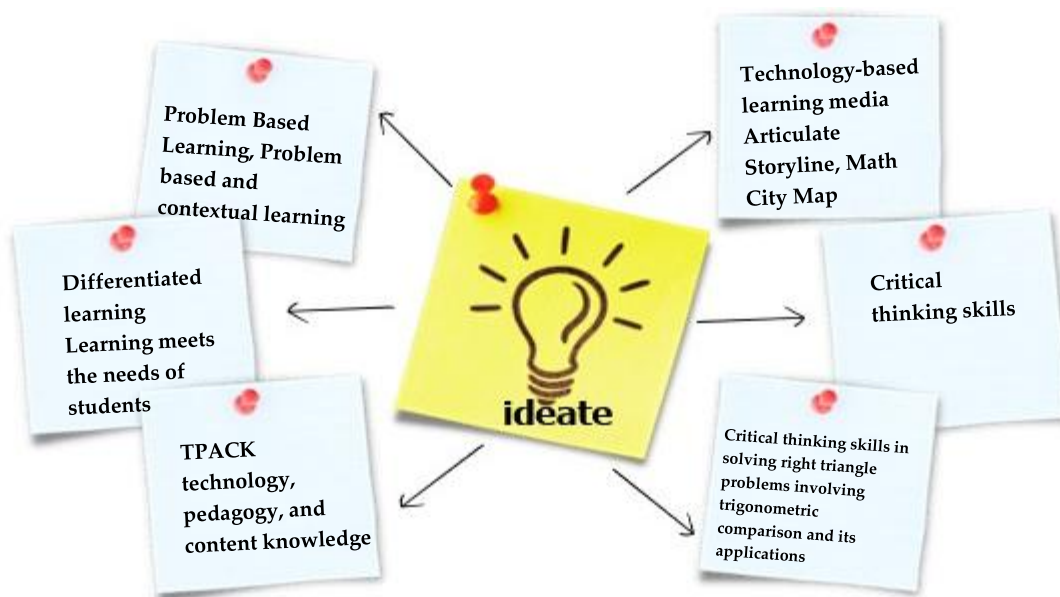 Problem Based
Learning, Problem
based and
contextual learning
Differentiated
learning
Learning meets
the needs of
students
TPACK
technology,
pedagogy, and
content knowledge
ideate
Technology-based
learning media
Articulate
Storyline, Math
City Map
Critical
thinking skills
Critical thinking skills in
solving right triangle
problems involving
trigonometric
comparison and its
applications